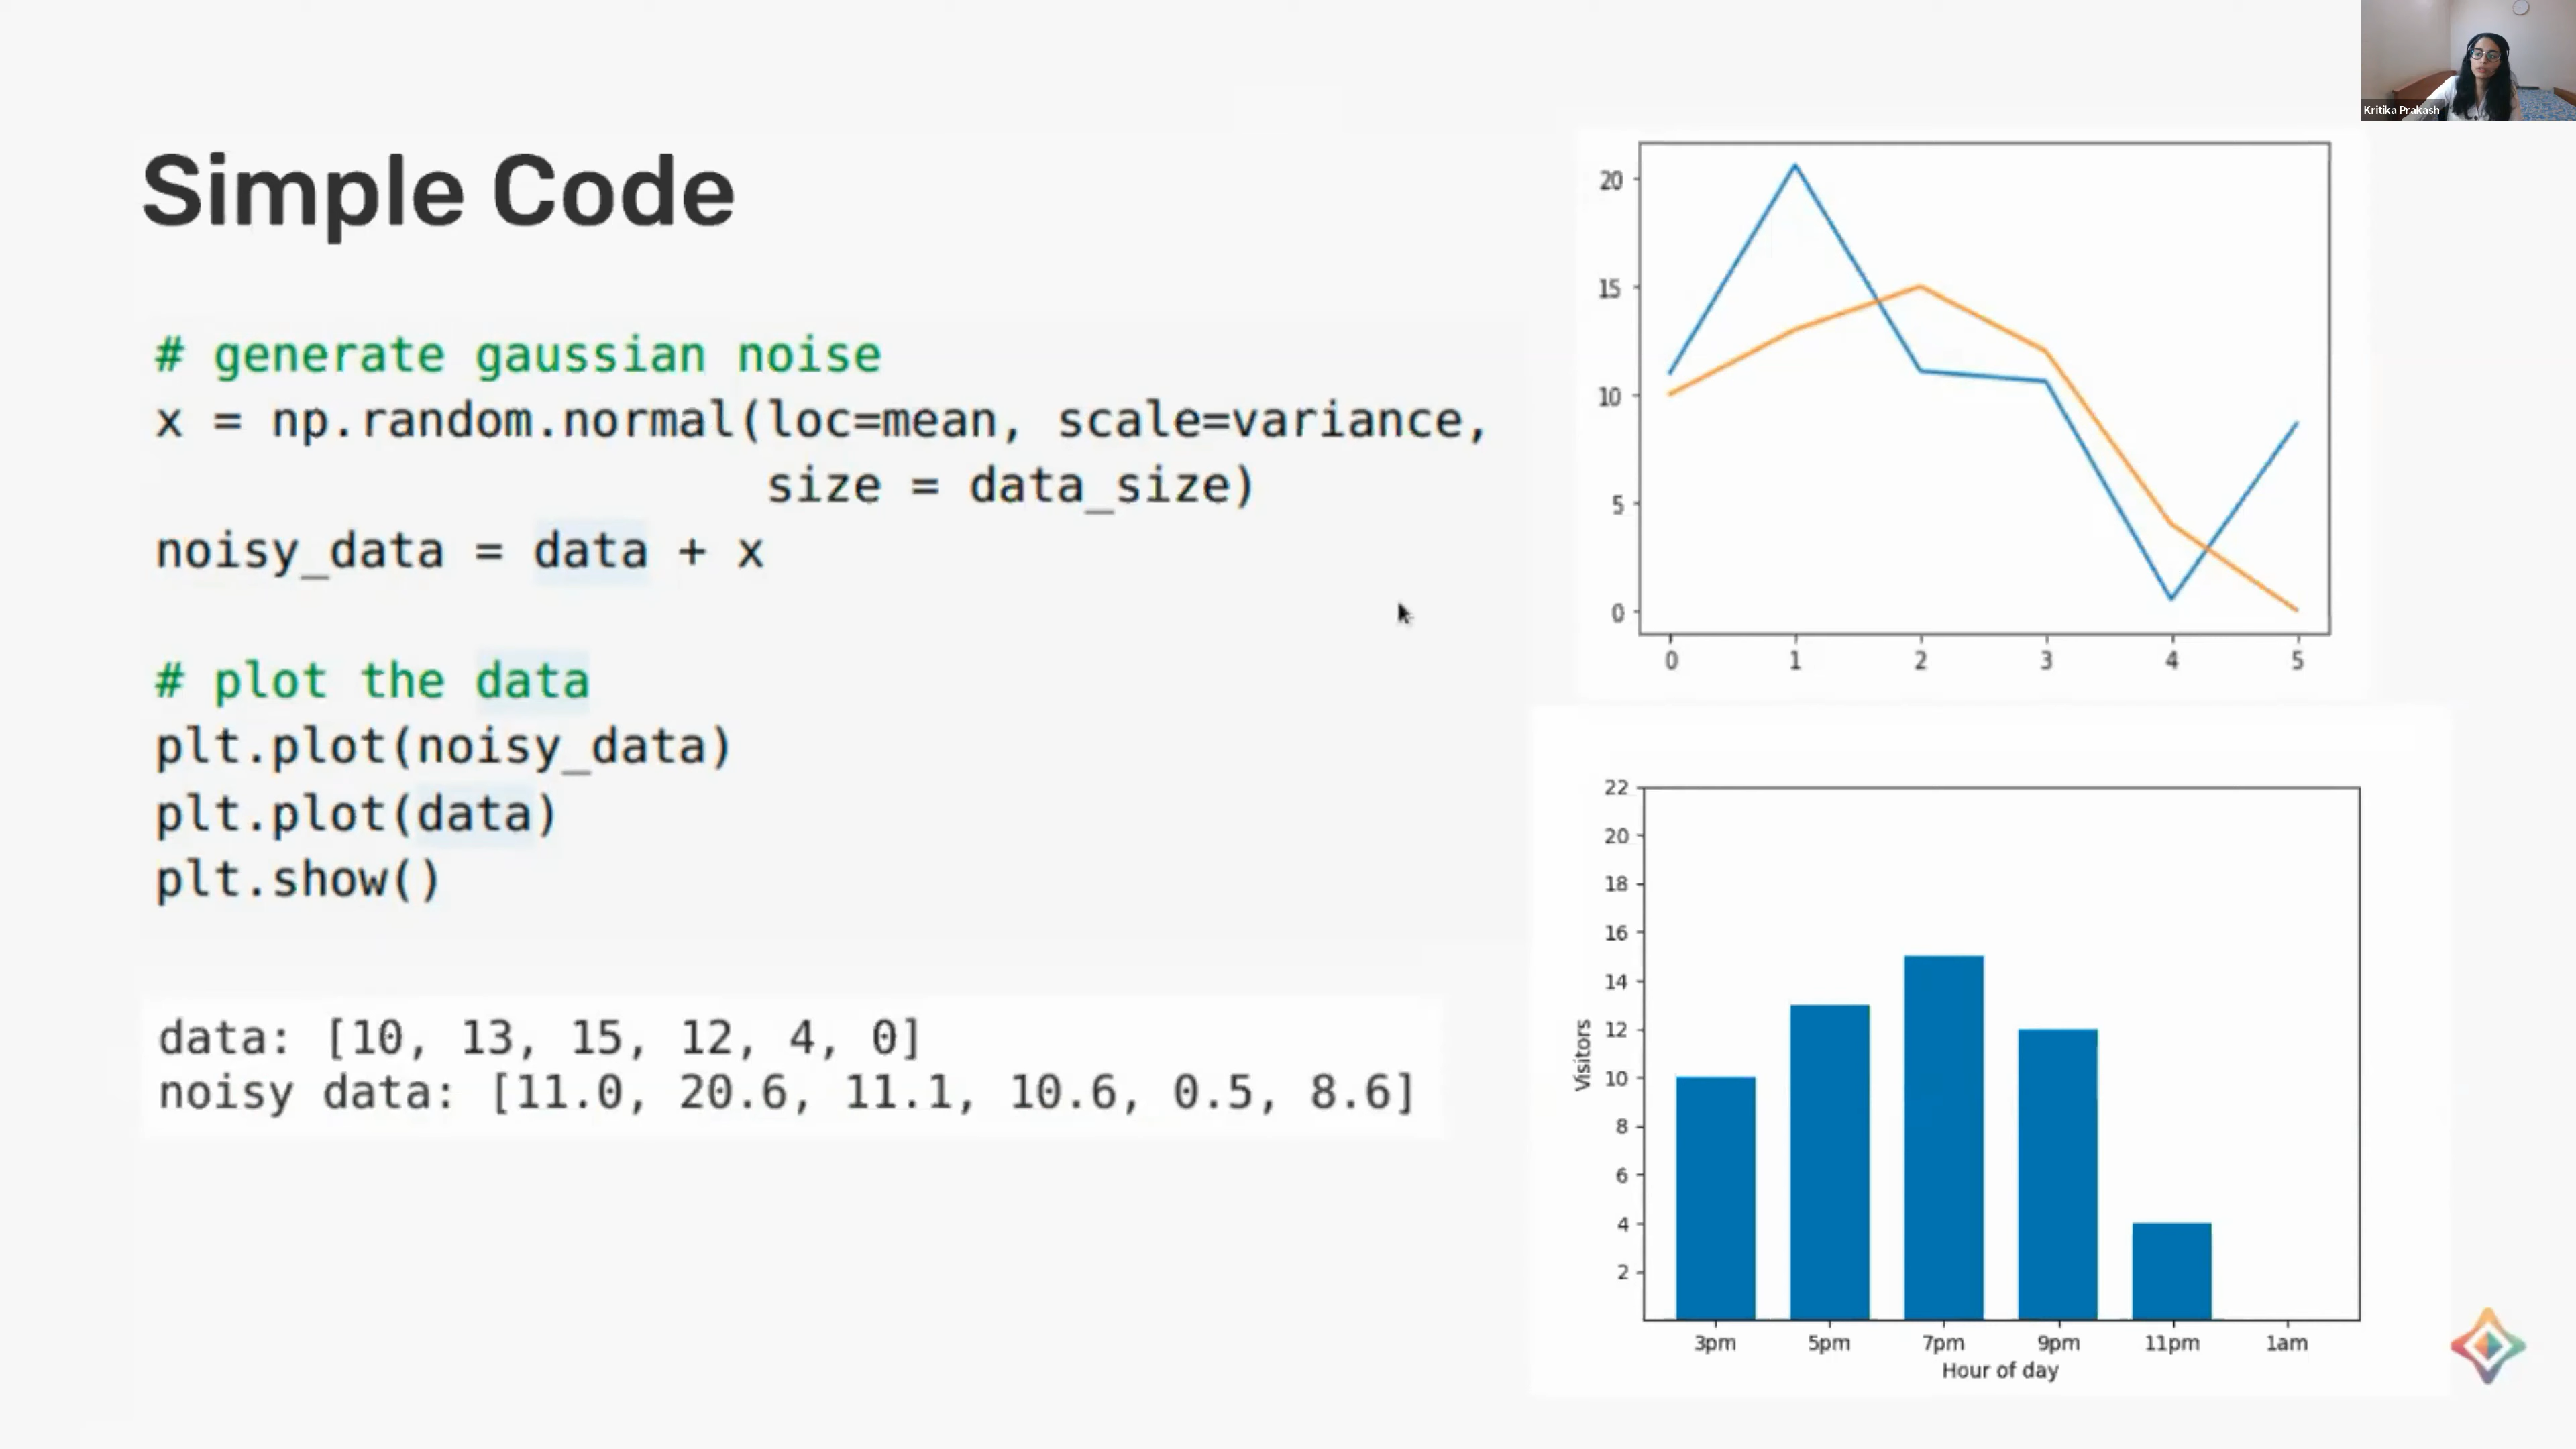 Kritika Prakash
Simple Code
# generate gaussian noise
x = np.random.normal(loc=mean, scale=variance,
size = data_size)
noisy_data = data + x
# plot the data
plt.plot(noisy_data)
plt.plot(data)
plt.show()
data: [10, 13, 15, 12, 4, 0]
noisy data: [11.0, 20.6, 11.1, 10.6, 0.5, 8.6]
20
15
10
5
0
0 1 2 3 4 5
22
20
18
16
14
12
10
8
6
4
2
Visitors
3pm 5pm 7pm 9pm 11pm 1am
Hour of day